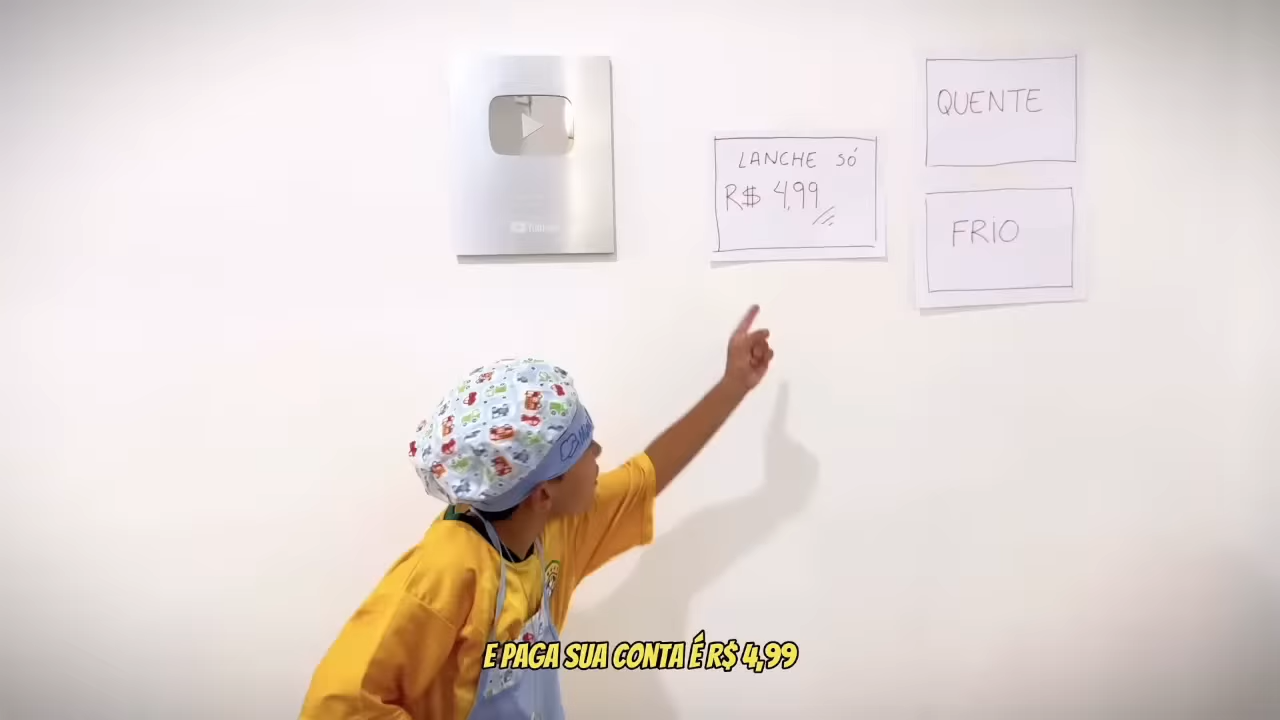 LANCHE SÓ
R$ 4,99
QUENTE
FRIO
E PAGA SUA CONTA É R$ 4,99